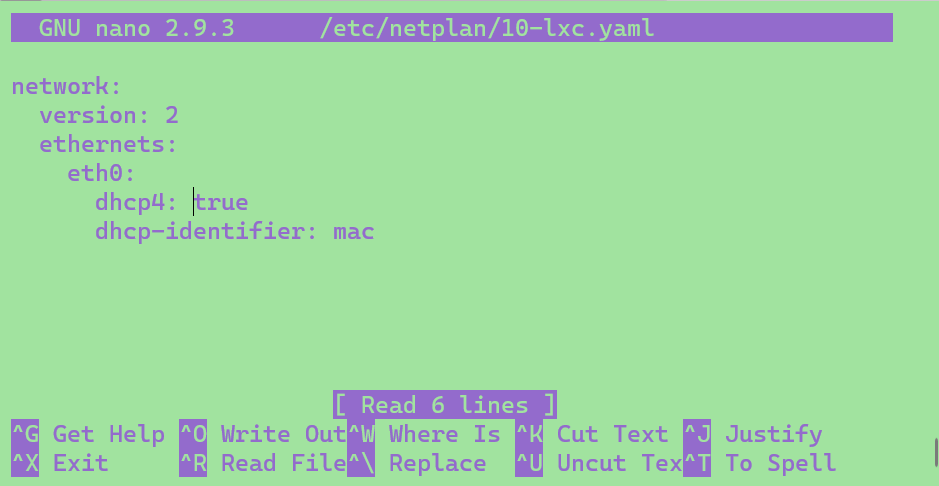 GNU nano 2.9.3      /etc/netplan/10-lxc.yaml
network:
  version: 2
  ethernets:
    eth0:
      dhcp4: true
      dhcp-identifier: mac
[ Read 6 lines ]
^G Get Help ^O Write Out^W Where Is ^K Cut Text ^J Justify
^X Exit     ^R Read File^\ Replace  ^U Uncut Tex^T To Spell